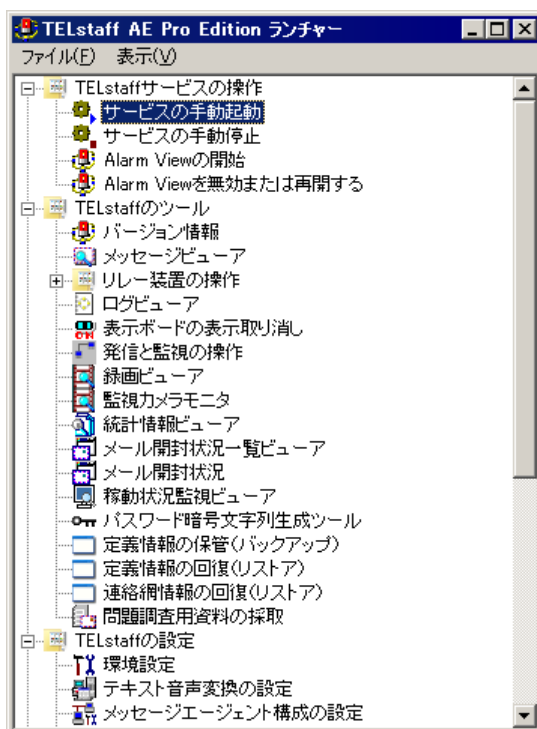 TELstaff AE Pro Edition ランチャー
ファイル(F) 表示(V)
TELstaffサービスの操作
サービスの手動起動
サービスの手動停止
Alarm Viewの開始
Alarm Viewを無効または再開する
TELstaffのツール
バージョン情報
メッセージビューア
リレー装置の操作
ログビューア
表示ボードの表示取り消し
発信と監視の操作
録画ビューア
監視カメラモニタ
統計情報ビューア
メール開封状況一覧ビューア
メール開封状況
稼動状況監視ビューア
パスワード暗号文字列生成ツール
定義情報の保管(バックアップ)
定義情報の回復(リストア)
連絡網情報の回復(リストア)
問題調査用資料の採取
TELstaffの設定
環境設定
テキスト音声変換の設定
メッセージエージェント構成の設定